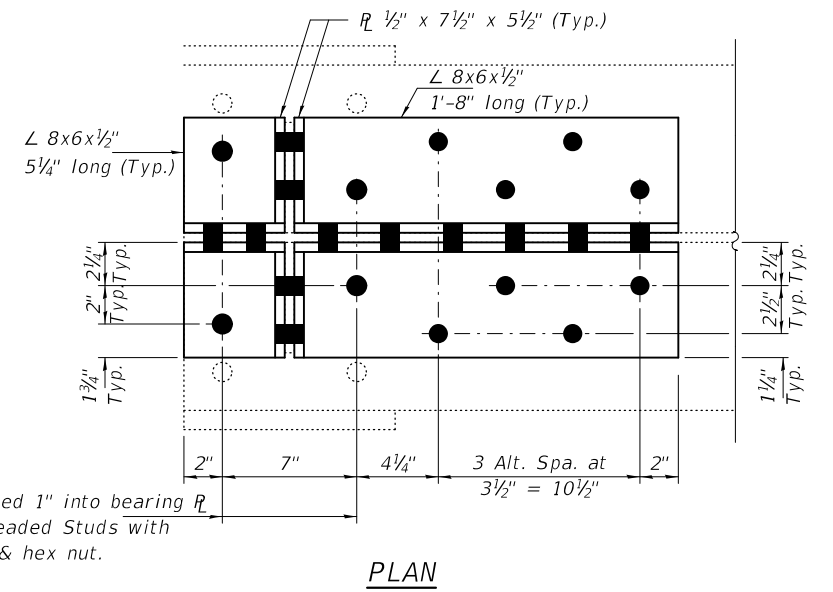 ℄ ½" x 7½" x 5½" (Typ.)
∠ 8x6x½"
1'-8" long (Typ.)
∠ 8x6x½"
5¼" long (Typ.)
2¼"
Typ.
2"
Typ.
1¾"
Typ.
2¼"
Typ.
2½"
Typ.
1¼"
Typ.
2"
7"
4¼"
3 Alt. Spa. at
3½" = 10½"
2"
ed 1" into bearing ℄
eaded Studs with
& hex nut.
PLAN